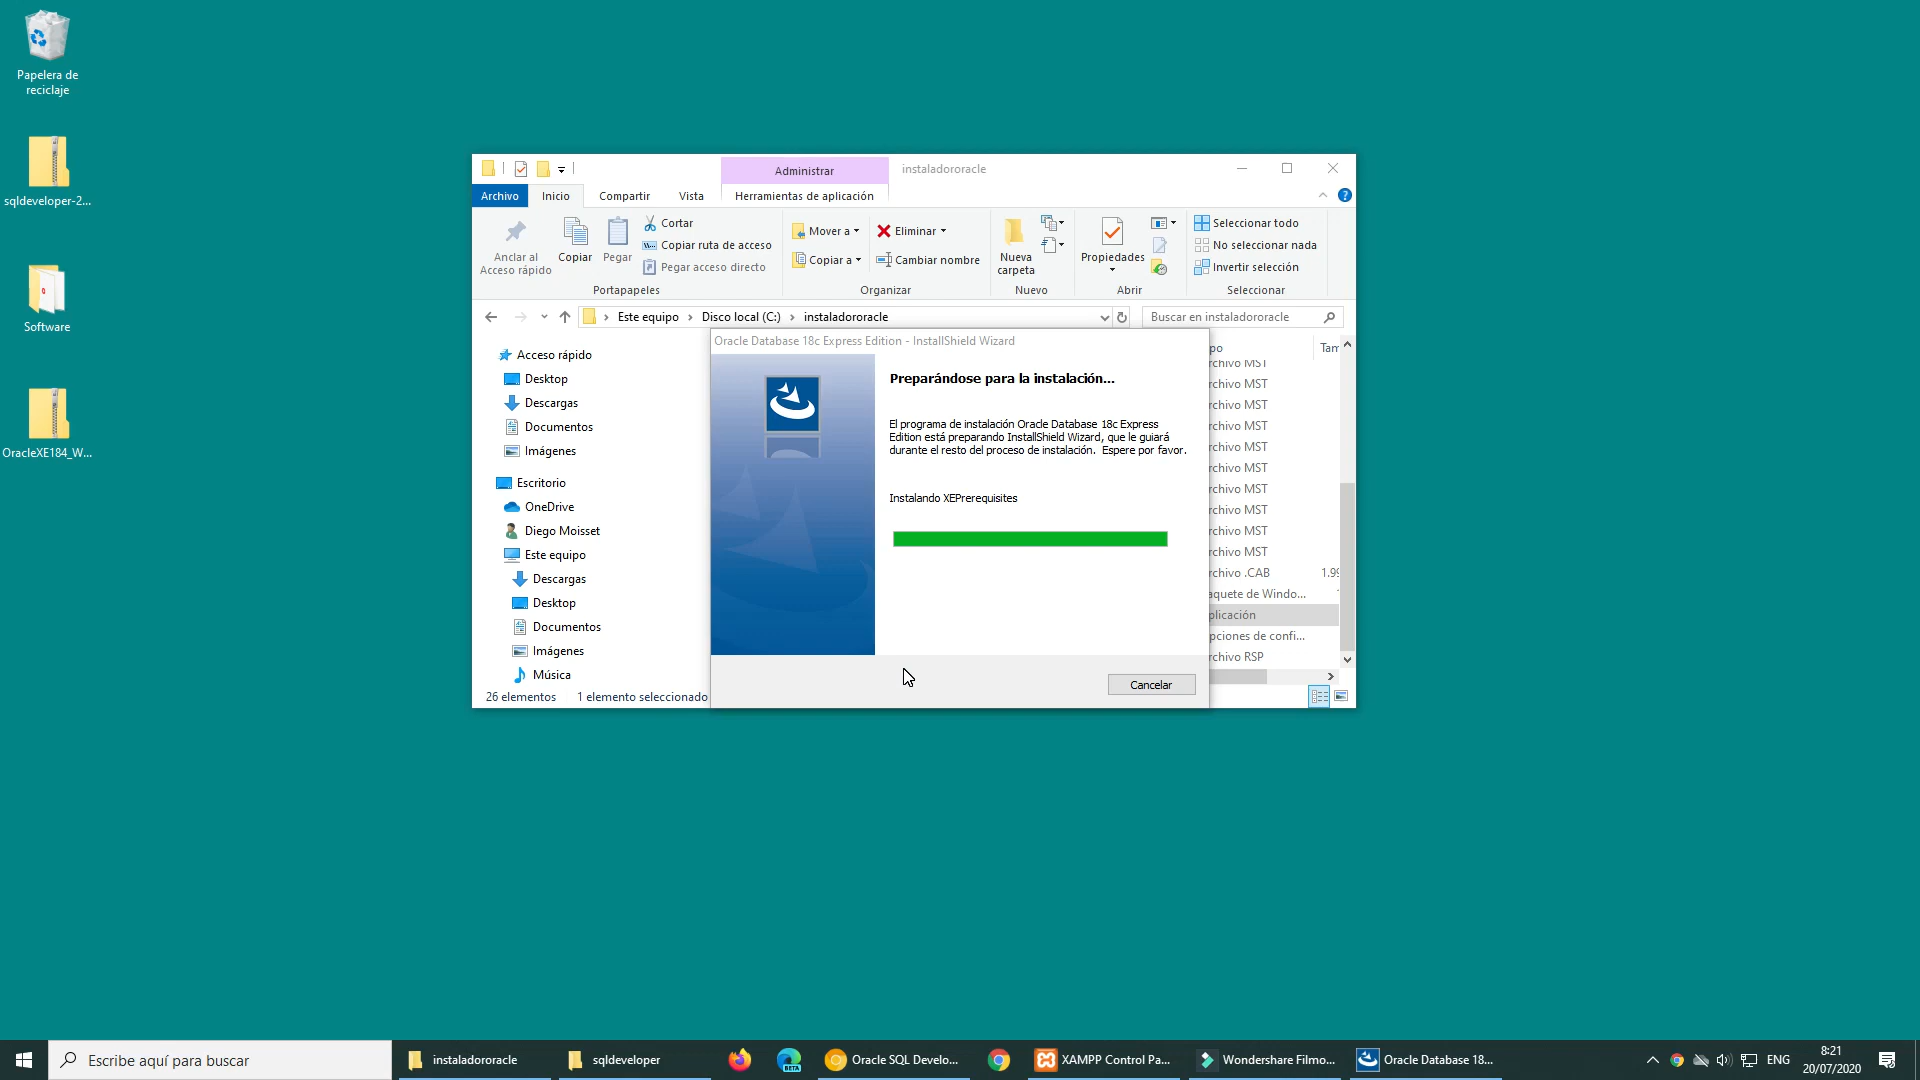 Papelera de
reciclaje
sqldeveloper-2...
Software
OracleXE184_W...
Administrar
instaladororacle
Archivo
Inicio
Compartir
Vista
Herramientas de aplicación
Anclar al
Acceso rápido
Copiar
Pegar
Cortar
Copiar ruta de acceso
Pegar acceso directo
Portapapeles
Mover a
Copiar a
Eliminar
Cambiar nombre
Organizar
Nueva
carpeta
Nuevo
Propiedades
Abrir
Seleccionar todo
No seleccionar nada
Invertir selección
Seleccionar
Este equipo
Disco local (C:)
instaladororacle
Buscar en instaladororacle
Acceso rápido
Desktop
Descargas
Documentos
Imágenes
Escritorio
OneDrive
Diego Moisset
Este equipo
Descargas
Desktop
Documentos
Imágenes
Música
26 elementos
1 elemento seleccionado
Oracle Database 18c Express Edition - InstallShield Wizard
Preparándose para la instalación...
El programa de instalación Oracle Database 18c Express
Edition está preparando InstallShield Wizard, que le guiará
durante el resto del proceso de instalación. Espere por favor.
Instalando XEPrerequisites
Cancelar
po
Tam
rchivo MST
rchivo MST
rchivo MST
rchivo MST
rchivo MST
rchivo MST
rchivo MST
rchivo MST
rchivo MST
rchivo MST
rchivo .CAB
1.99
aquete de Windo...
plicación
pciones de confi...
rchivo RSP
Escribe aquí para buscar
instaladororacle
sqldeveloper
BETA
Oracle SQL Develo...
XAMPP Control Pa...
Wondershare Filmo...
Oracle Database 18...
ENG
8:21
20/07/2020